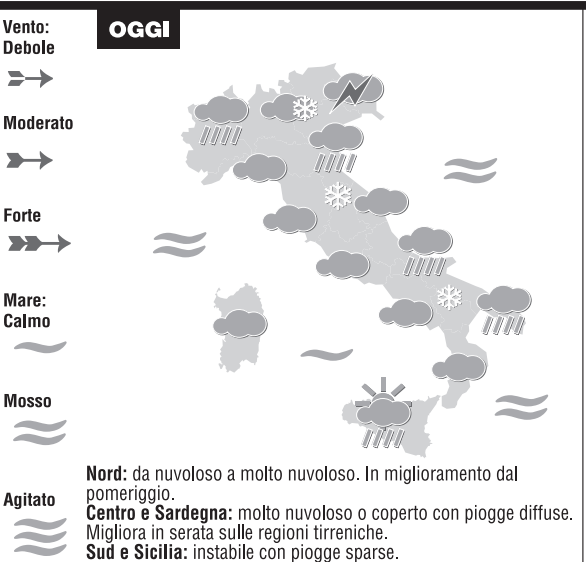 OGGI
Vento:
Debole
Moderato
Forte
Mare:
Calmo
Mosso
Agitato
Nord: da nuvoloso a molto nuvoloso. In miglioramento dal
pomeriggio.
Centro e Sardegna: molto nuvoloso o coperto con piogge diffuse.
Migliora in serata sulle regioni tirreniche.
Sud e Sicilia: instabile con piogge sparse.